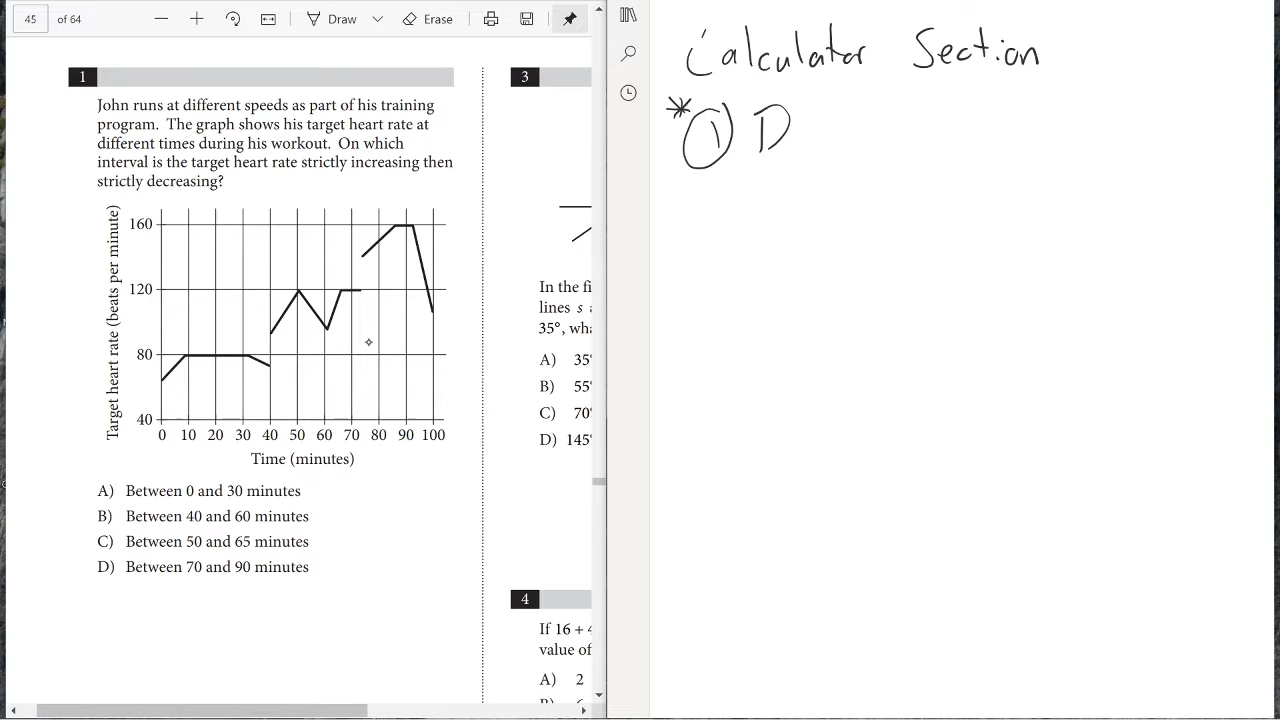 45 of 64
Draw
Erase
1
John runs at different speeds as part of his training
program. The graph shows his target heart rate at
different times during his workout. On which
interval is the target heart rate strictly increasing then
strictly decreasing?
Target heart rate (beats per minute)
160
120
80
40
0 10 20 30 40 50 60 70 80 90 100
Time (minutes)
A) Between 0 and 30 minutes
B) Between 40 and 60 minutes
C) Between 50 and 65 minutes
D) Between 70 and 90 minutes
3
In the fi
lines s
35°, wha
A) 35°
B) 55°
C) 70°
D) 145°
4
If 16 + 4
value of
A) 2
Calculator Section
* 1 D